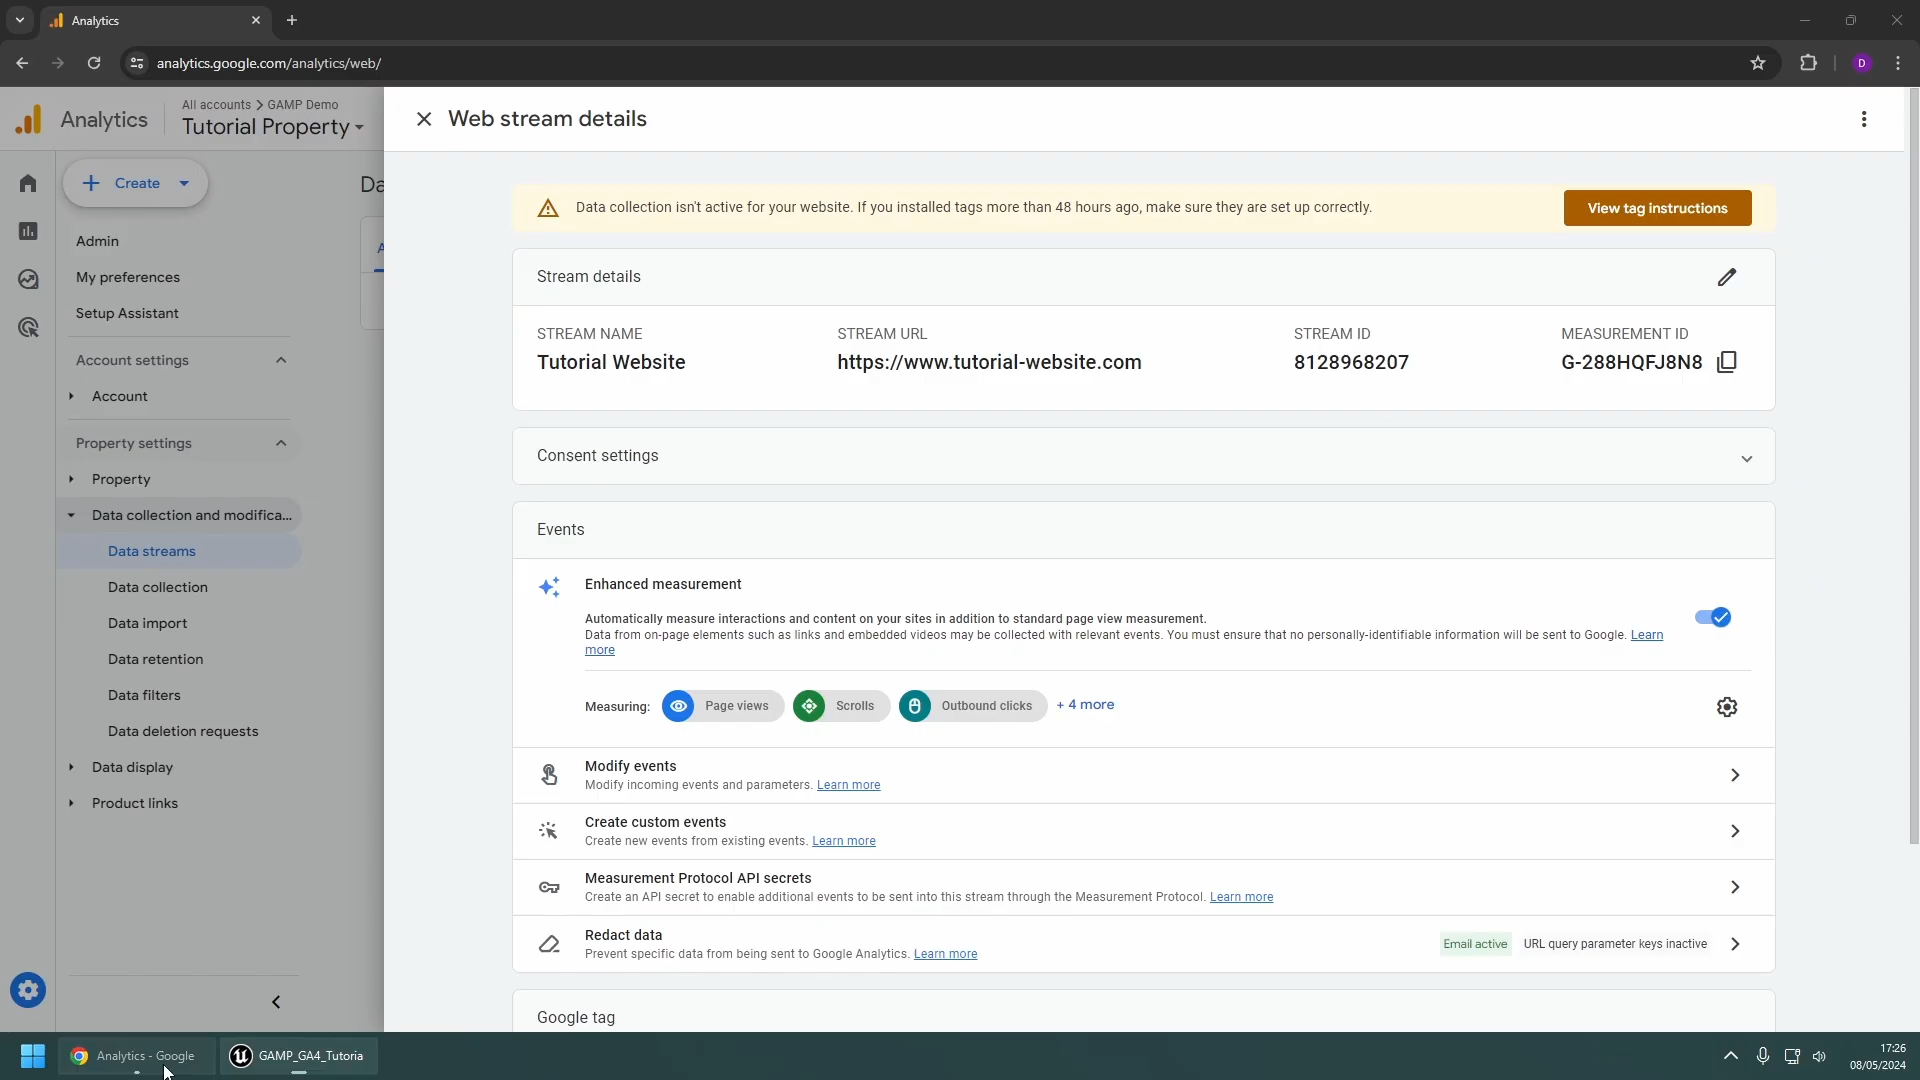 Analytics
analytics.google.com/analytics/web/
D
Analytics
All accounts > GAMP Demo
Tutorial Property
Create
Admin
My preferences
Setup Assistant
Account settings
Account
Property settings
Property
Data collection and modifica...
Data streams
Data collection
Data import
Data retention
Data filters
Data deletion requests
Data display
Product links
Da
A
Web stream details
Data collection isn't active for your website. If you installed tags more than 48 hours ago, make sure they are set up correctly.
View tag instructions
Stream details
STREAM NAME
Tutorial Website
STREAM URL
https://www.tutorial-website.com
STREAM ID
8128968207
MEASUREMENT ID
G-288HQFJ8N8
Consent settings
Events
Enhanced measurement
Automatically measure interactions and content on your sites in addition to standard page view measurement.
Data from on-page elements such as links and embedded videos may be collected with relevant events. You must ensure that no personally-identifiable information will be sent to Google. Learn
more
Measuring:
Page views
Scrolls
Outbound clicks
+ 4 more
Modify events
Modify incoming events and parameters. Learn more
Create custom events
Create new events from existing events. Learn more
Measurement Protocol API secrets
Create an API secret to enable additional events to be sent into this stream through the Measurement Protocol. Learn more
Redact data
Prevent specific data from being sent to Google Analytics. Learn more
Email active
URL query parameter keys inactive
Google tag
Analytics - Google
GAMP_GA4_Tutoria
17:26
08/05/2024